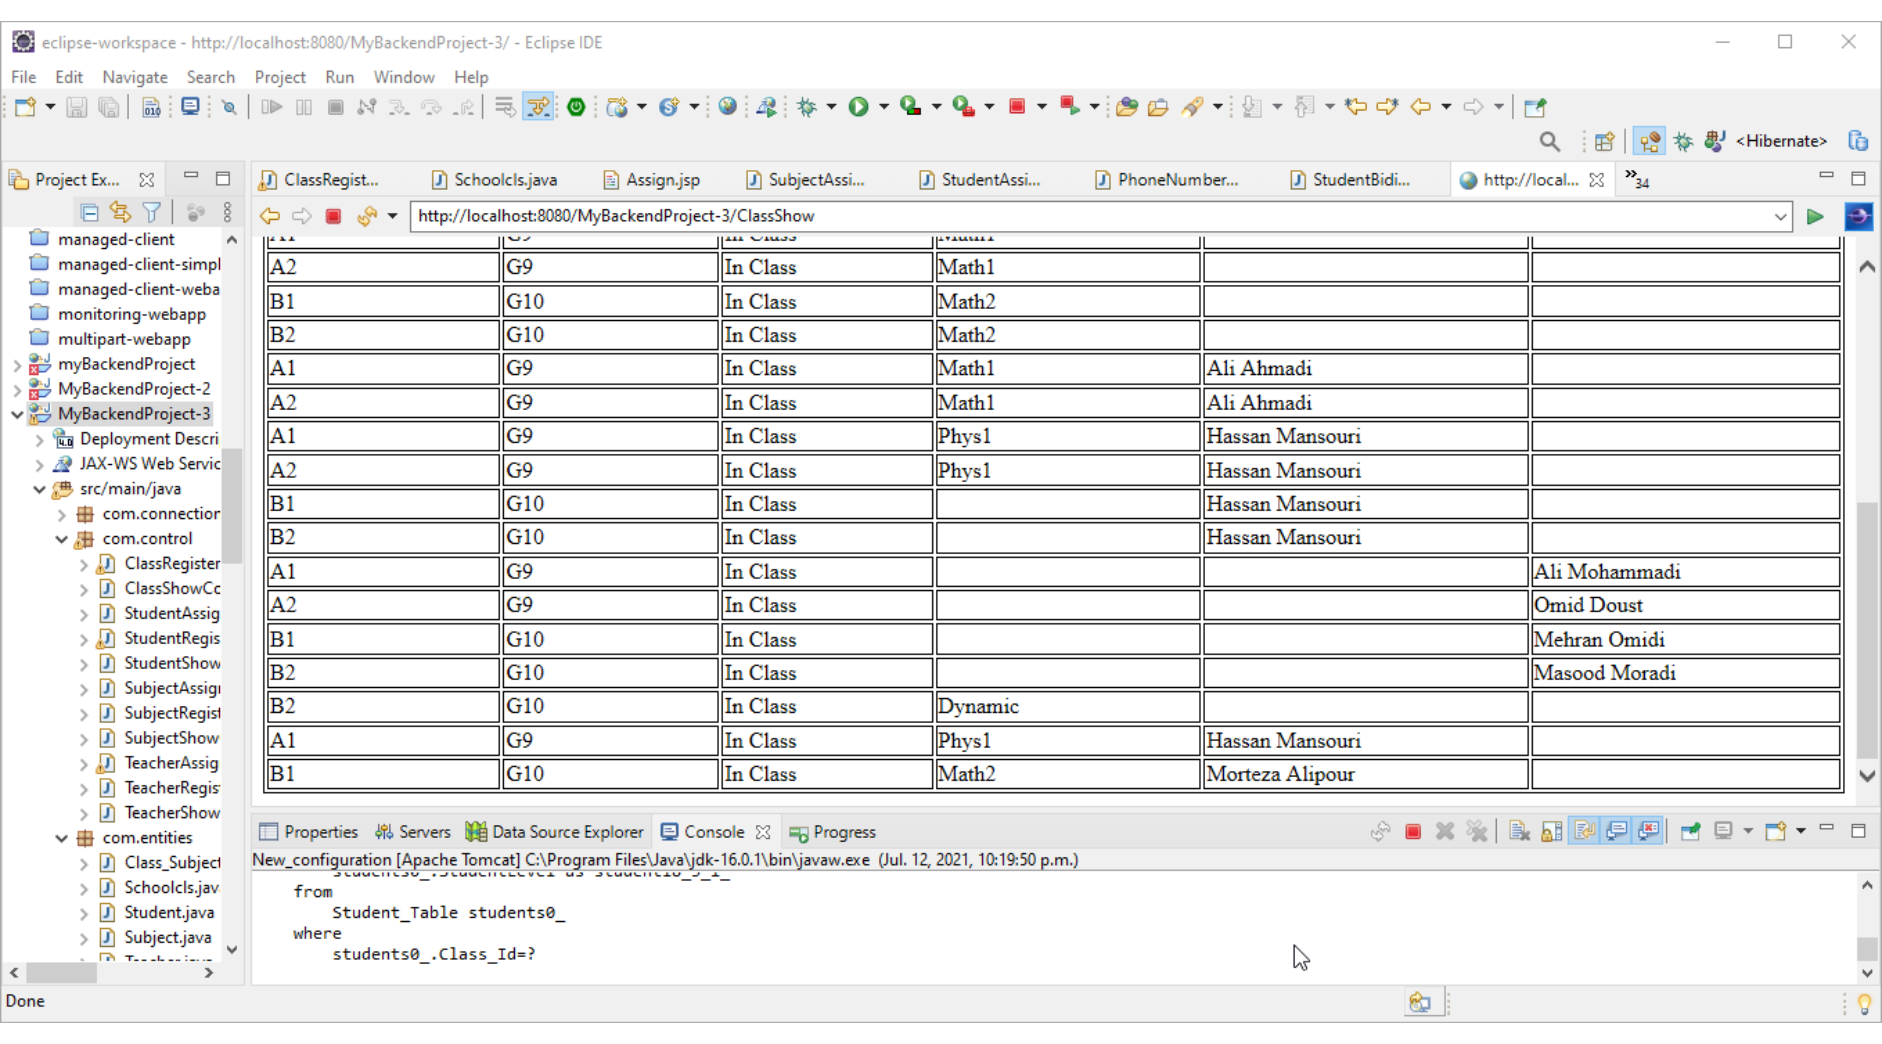 eclipse-workspace - http://localhost:8080/MyBackendProject-3/ - Eclipse IDE
File Edit Navigate Search Project Run Window Help
<Hibernate>
Project Ex...
ClassRegist... Schoolcls.java Assign.jsp SubjectAssi... StudentAssi... PhoneNumber... StudentBidi... http://local... »34
http://localhost:8080/MyBackendProject-3/ClassShow
managed-client
managed-client-simpl
managed-client-weba
monitoring-webapp
multipart-webapp
myBackendProject
MyBackendProject-2
MyBackendProject-3
Deployment Descri
JAX-WS Web Servic
src/main/java
com.connection
com.control
ClassRegister
ClassShowCo
StudentAssig
StudentRegis
StudentShow
SubjectAssig
SubjectRegist
SubjectShow
TeacherAssig
TeacherRegis
TeacherShow
com.entities
Class_Subject
Schoolcls.jav
Student.java
Subject.java
Teacher.java
A1 G9 In Class Math1
A2 G9 In Class Math1
B1 G10 In Class Math2
B2 G10 In Class Math2
A1 G9 In Class Math1 Ali Ahmadi
A2 G9 In Class Math1 Ali Ahmadi
A1 G9 In Class Phys1 Hassan Mansouri
A2 G9 In Class Phys1 Hassan Mansouri
B1 G10 In Class Hassan Mansouri
B2 G10 In Class Hassan Mansouri
A1 G9 In Class Ali Mohammadi
A2 G9 In Class Omid Doust
B1 G10 In Class Mehran Omidi
B2 G10 In Class Masood Moradi
B2 G10 In Class Dynamic
A1 G9 In Class Phys1 Hassan Mansouri
B1 G10 In Class Math2 Morteza Alipour
Properties Servers Data Source Explorer Console Progress
New_configuration [Apache Tomcat] C:\Program Files\Java\jdk-16.0.1\bin\javaw.exe (Jul. 12, 2021, 10:19:50 p.m.)
from
Student_Table students0_
where
students0_.Class_Id=?
Done